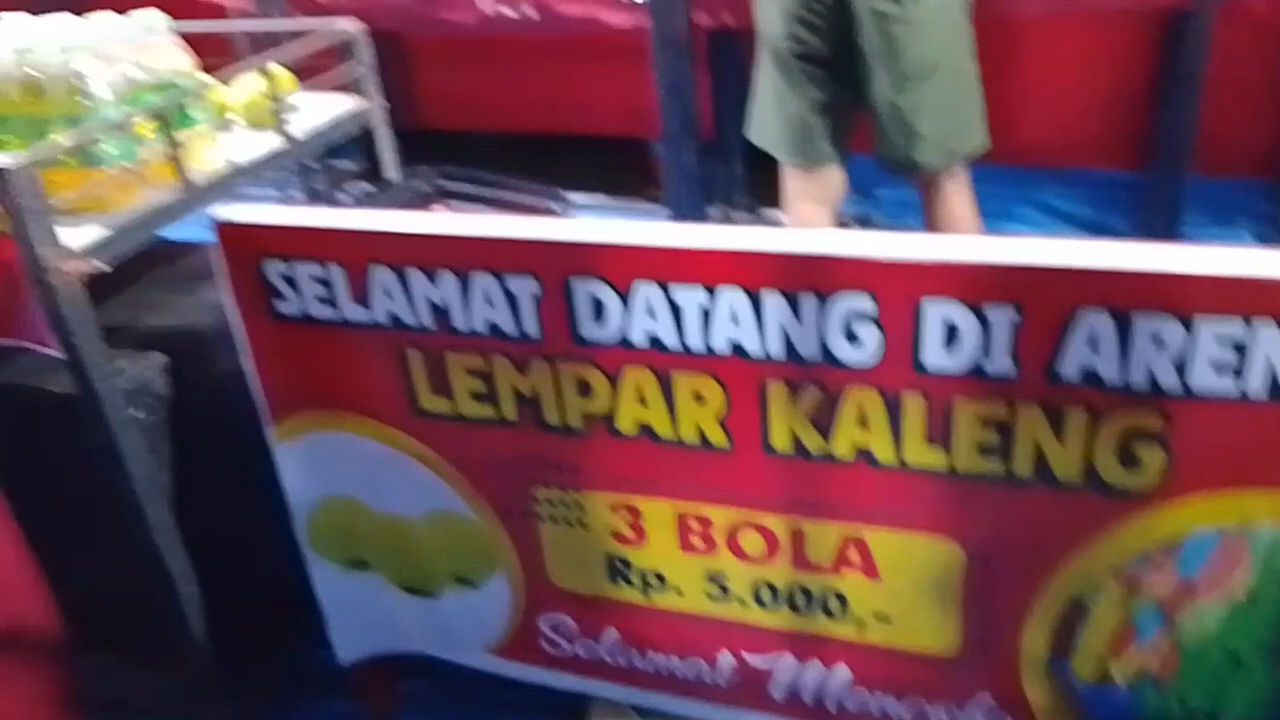 SELAMAT DATANG DI AREN
LEMPAR KALENG
3 BOLA
Rp. 5.000,-
Selamat